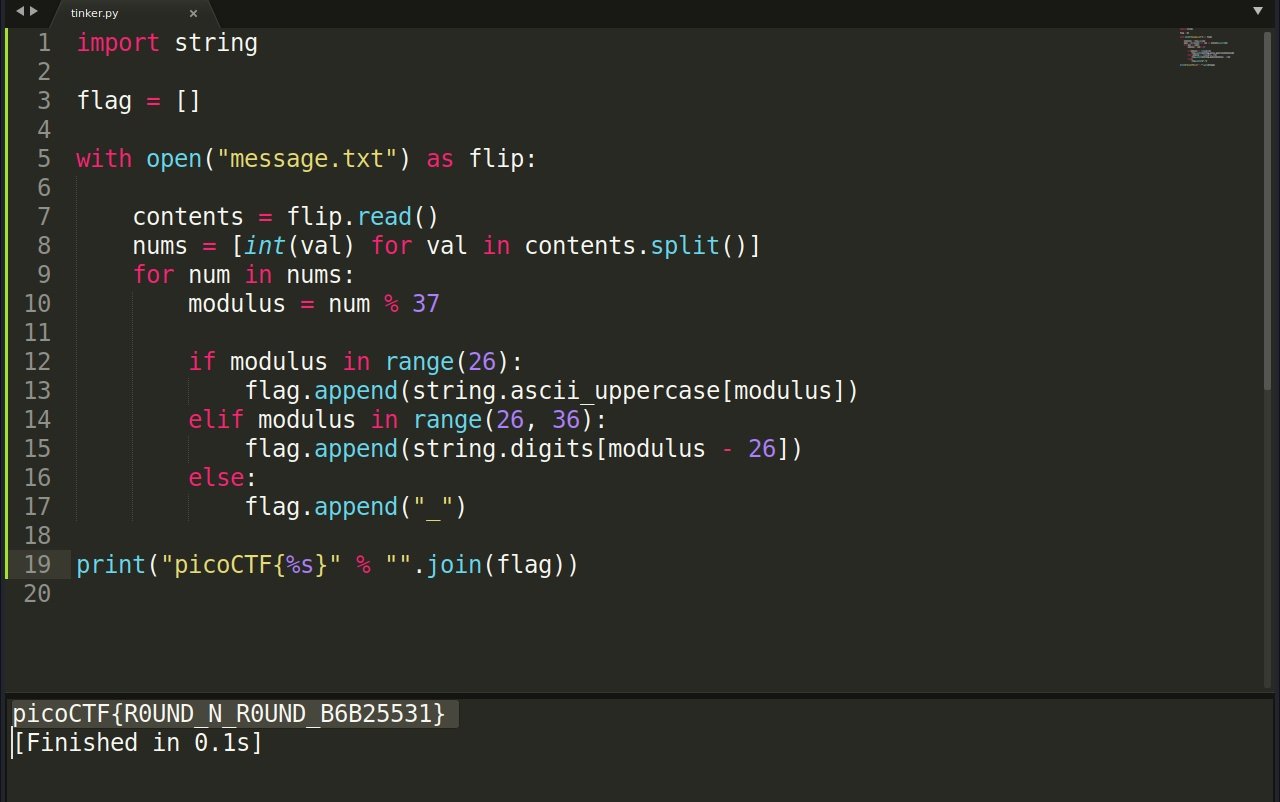 tinker.py ×
1 import string
2
3 flag = []
4
5 with open("message.txt") as flip:
6
7     contents = flip.read()
8     nums = [int(val) for val in contents.split()]
9     for num in nums:
10         modulus = num % 37
11
12         if modulus in range(26):
13             flag.append(string.ascii_uppercase[modulus])
14         elif modulus in range(26, 36):
15             flag.append(string.digits[modulus - 26])
16         else:
17             flag.append("_")
18
19 print("picoCTF{%s}" % "".join(flag))
20
picoCTF{R0UND_N_R0UND_B6B25531}
[Finished in 0.1s]